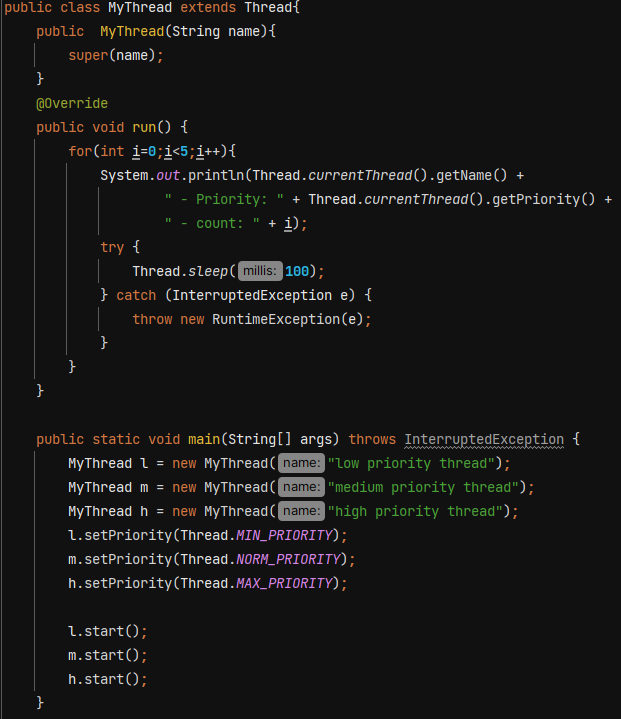 public class MyThread extends Thread{
    public  MyThread(String name){
        super(name);
    }
    @Override
    public void run() {
        for(int i=0;i<5;i++){
            System.out.println(Thread.currentThread().getName() +
                    " - Priority: " + Thread.currentThread().getPriority() +
                    " - count: " + i);
            try {
                Thread.sleep( millis: 100);
            } catch (InterruptedException e) {
                throw new RuntimeException(e);
            }
        }
    }

    public static void main(String[] args) throws InterruptedException {
        MyThread l = new MyThread( name: "low priority thread");
        MyThread m = new MyThread( name: "medium priority thread");
        MyThread h = new MyThread( name: "high priority thread");
        l.setPriority(Thread.MIN_PRIORITY);
        m.setPriority(Thread.NORM_PRIORITY);
        h.setPriority(Thread.MAX_PRIORITY);

        l.start();
        m.start();
        h.start();
    }